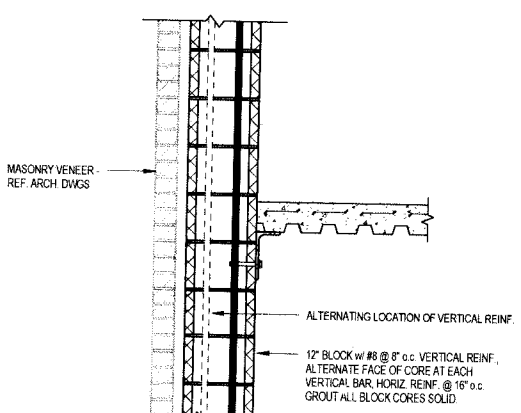 MASONRY VENEER -
REF. ARCH. DWGS
ALTERNATING LOCATION OF VERTICAL REINF.
12" BLOCK w/ #8 @ 8" o.c. VERTICAL REINF.,
ALTERNATE FACE OF CORE AT EACH
VERTICAL BAR, HORIZ. REINF. @ 16" o.c.
GROUT ALL BLOCK CORES SOLID.